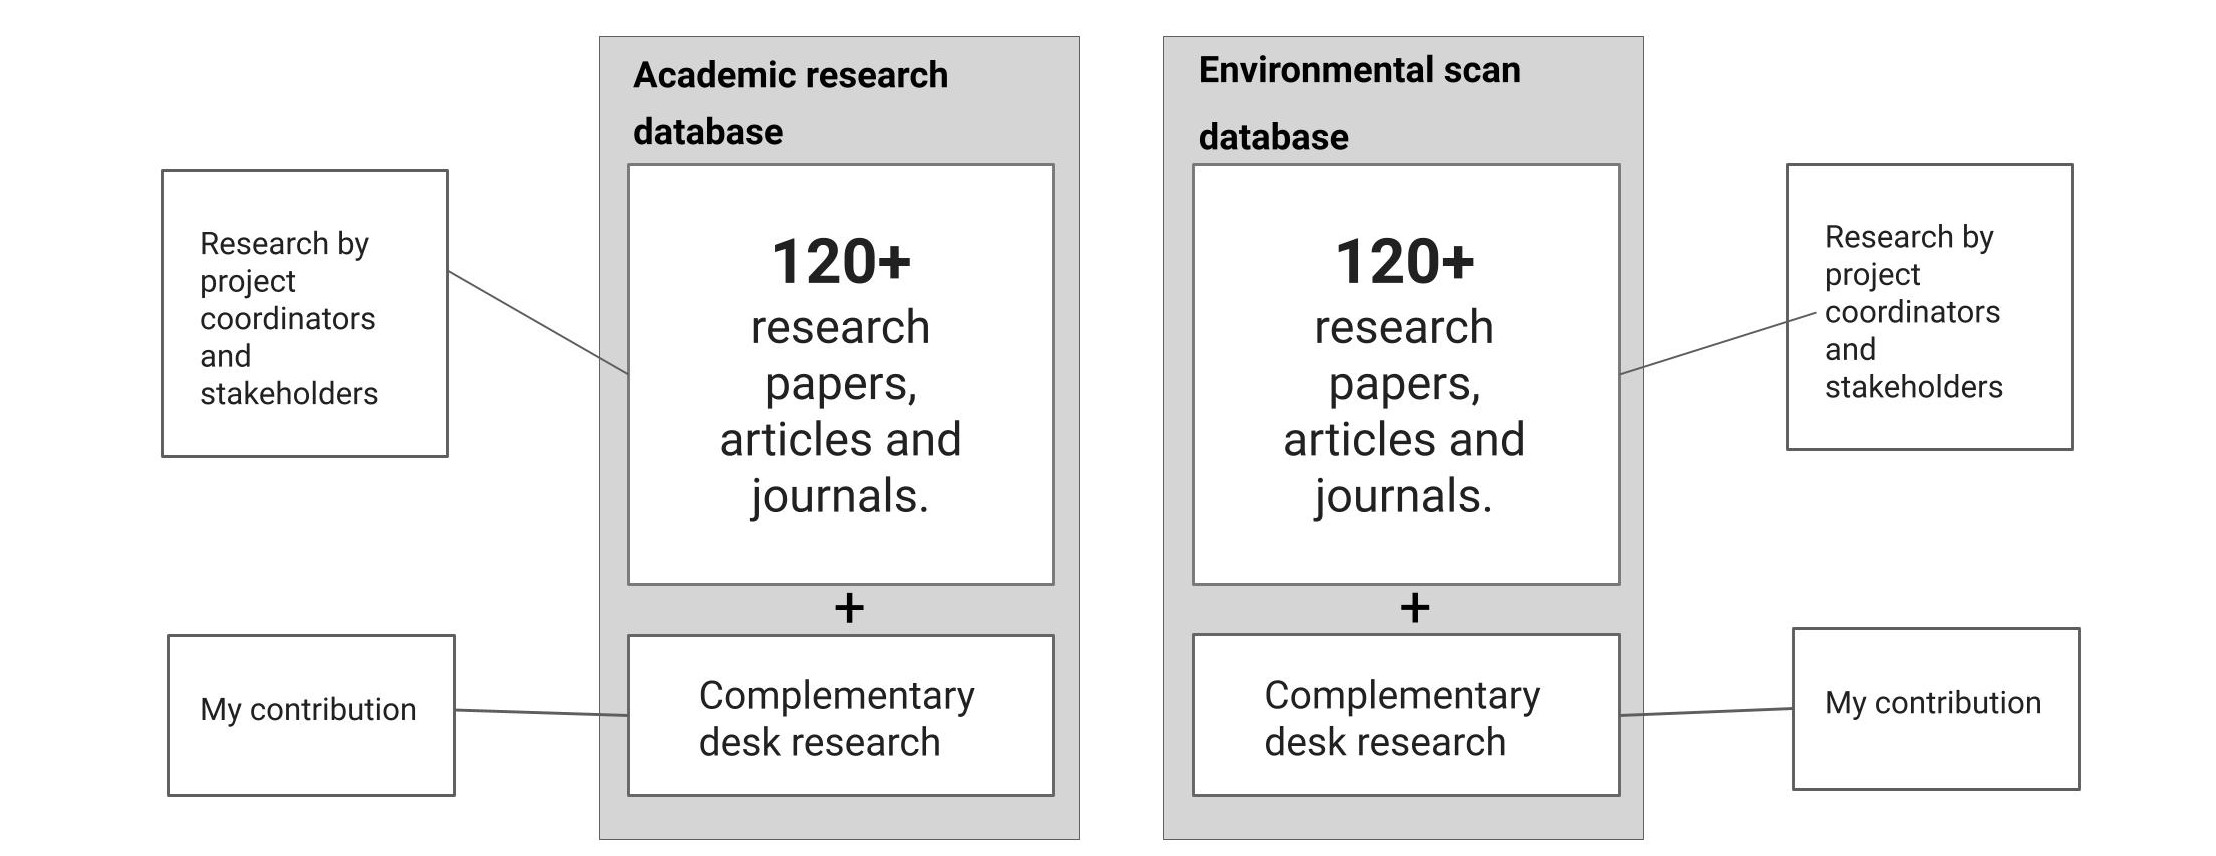 Academic research
database
Environmental scan
database
Research by
project
coordinators
and
stakeholders
120+
research
papers,
articles and
journals.
120+
research
papers,
articles and
journals.
Research by
project
coordinators
and
stakeholders
+
+
My contribution
Complementary
desk research
Complementary
desk research
My contribution